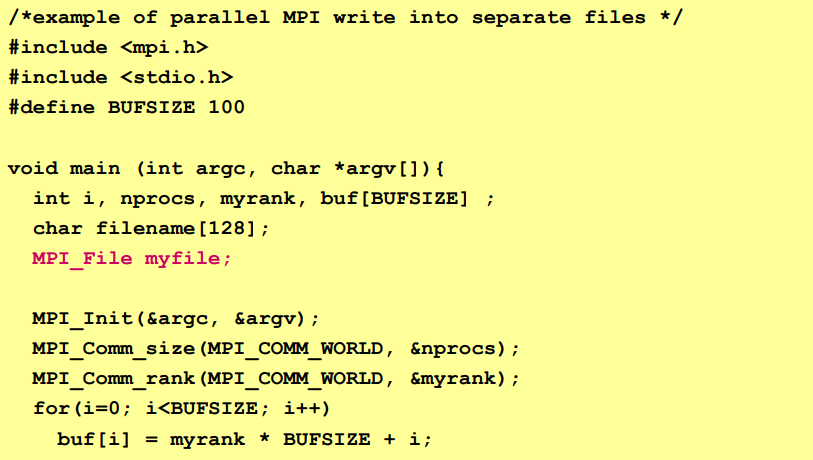 /*example of parallel MPI write into separate files */
#include <mpi.h>
#include <stdio.h>
#define BUFSIZE 100
void main (int argc, char *argv[]){
int i, nprocs, myrank, buf[BUFSIZE] ;
char filename[128];
MPI_File myfile;
MPI_Init(&argc, &argv);
MPI_Comm_size(MPI_COMM_WORLD, &nprocs);
MPI_Comm_rank(MPI_COMM_WORLD, &myrank);
for(i=0; i<BUFSIZE; i++)
buf[i] = myrank * BUFSIZE + i;